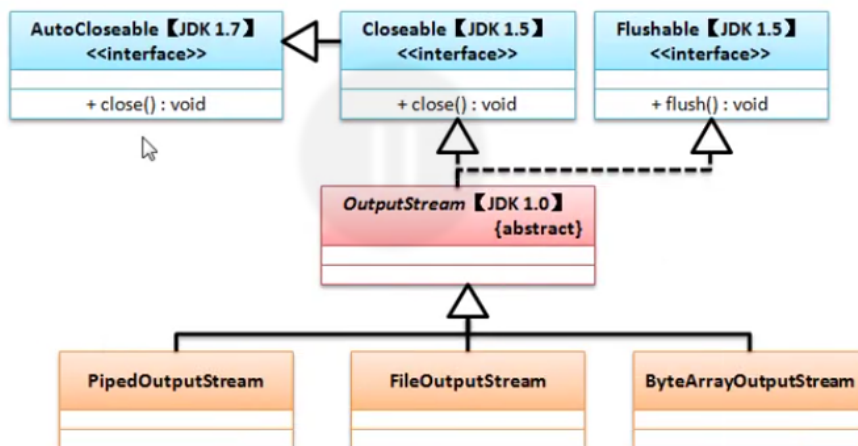 AutoCloseable【JDK 1.7】
<<interface>>
+ close() : void
Closeable【JDK 1.5】
<<interface>>
+ close() : void
Flushable【JDK 1.5】
<<interface>>
+ flush() : void
OutputStream【JDK 1.0】
{abstract}
PipedOutputStream
FileOutputStream
ByteArrayOutputStream